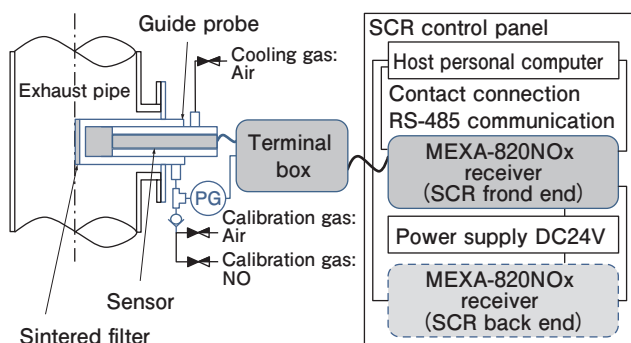 Guide probe
Cooling gas:
Air
Exhaust pipe
Terminal
box
PG
Calibration gas:
Air
Calibration gas:
NO
Sensor
Sintered filter
SCR control panel
Host personal computer
Contact connection
RS-485 communication
MEXA-820NOx
receiver
(SCR frond end)
Power supply DC24V
MEXA-820NOx
receiver
(SCR back end)